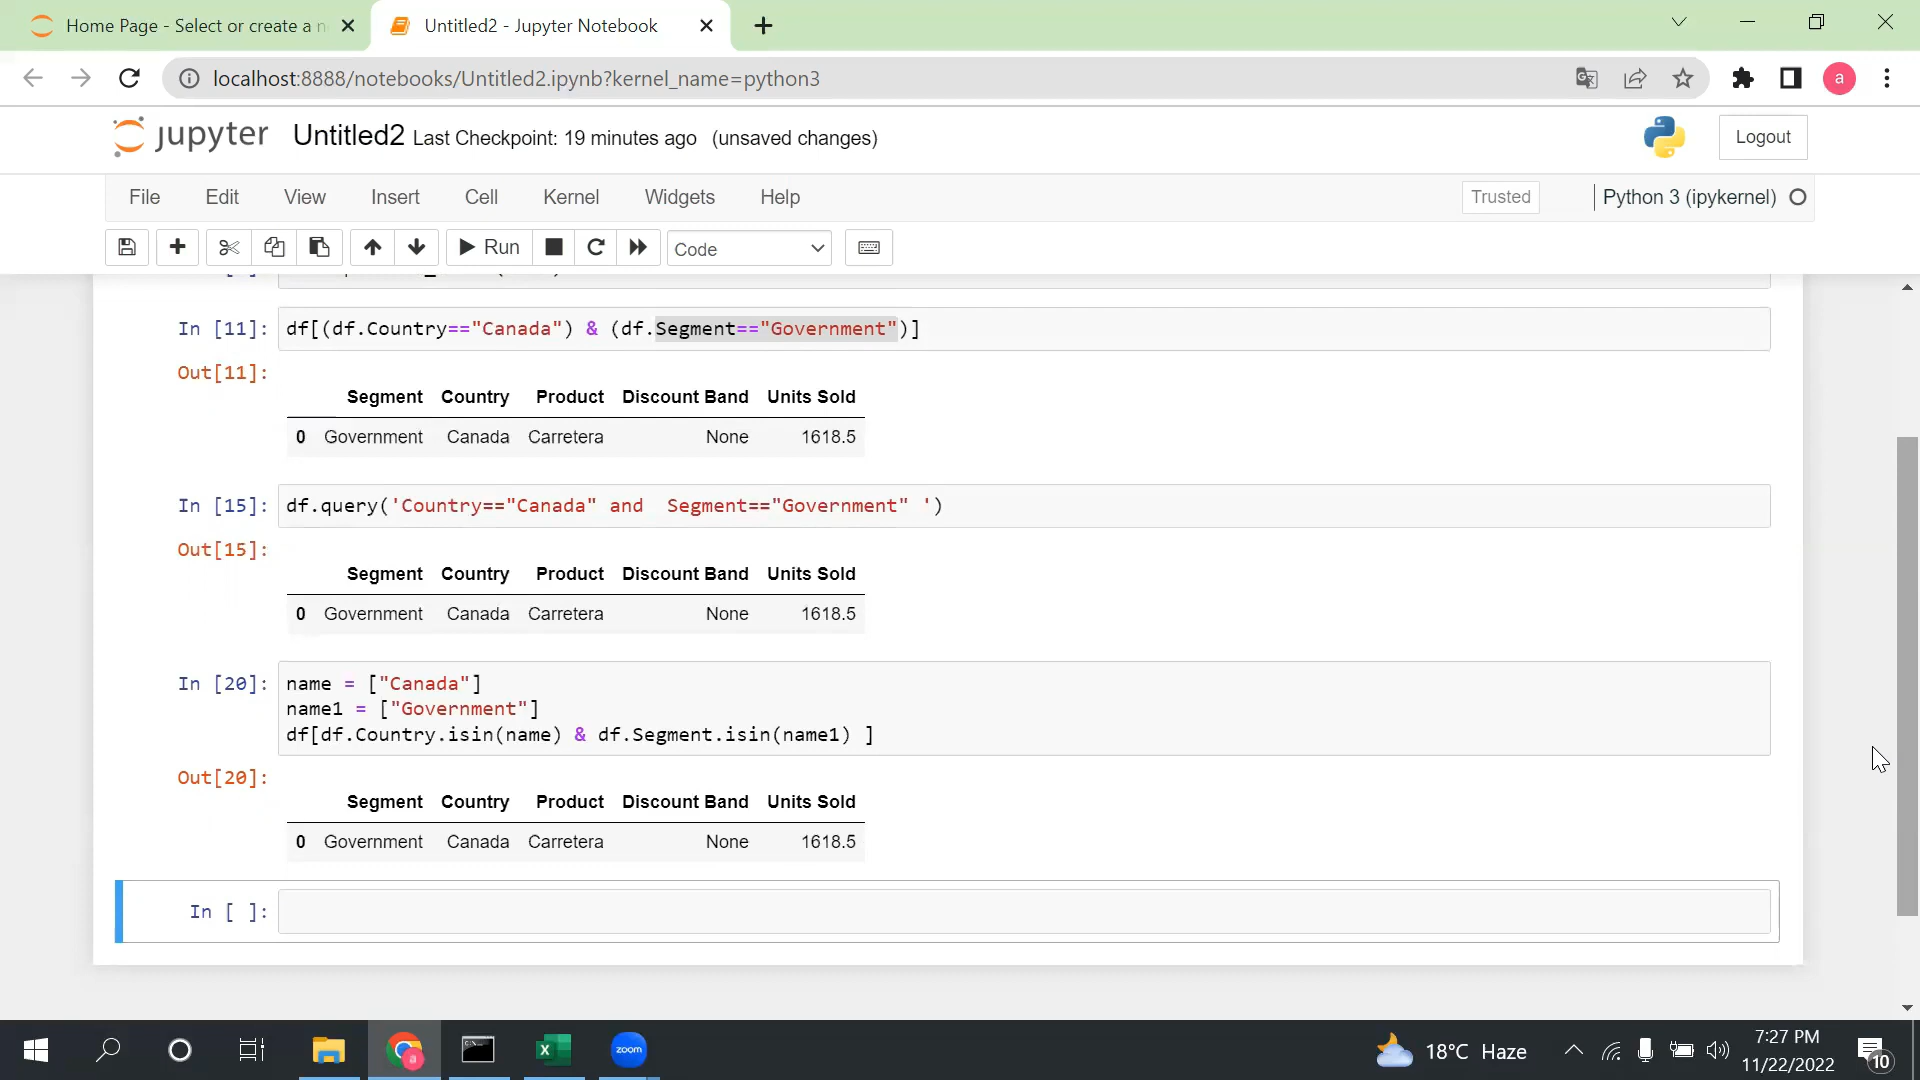 Home Page - Select or create a n
Untitled2 - Jupyter Notebook
localhost:8888/notebooks/Untitled2.ipynb?kernel_name=python3
a
jupyter Untitled2 Last Checkpoint: 19 minutes ago (unsaved changes)
Logout
File Edit View Insert Cell Kernel Widgets Help
Trusted
Python 3 (ipykernel)
Run
Code
In [11]: df[(df.Country=="Canada") & (df.Segment=="Government")]
Out[11]:
Segment Country Product Discount Band Units Sold
0 Government Canada Carretera None 1618.5
In [15]: df.query('Country=="Canada" and  Segment=="Government" ')
Out[15]:
Segment Country Product Discount Band Units Sold
0 Government Canada Carretera None 1618.5
In [20]: name = ["Canada"]
name1 = ["Government"]
df[df.Country.isin(name) & df.Segment.isin(name1) ]
Out[20]:
Segment Country Product Discount Band Units Sold
0 Government Canada Carretera None 1618.5
In [ ]:
zoom
18°C Haze
7:27 PM
11/22/2022
10